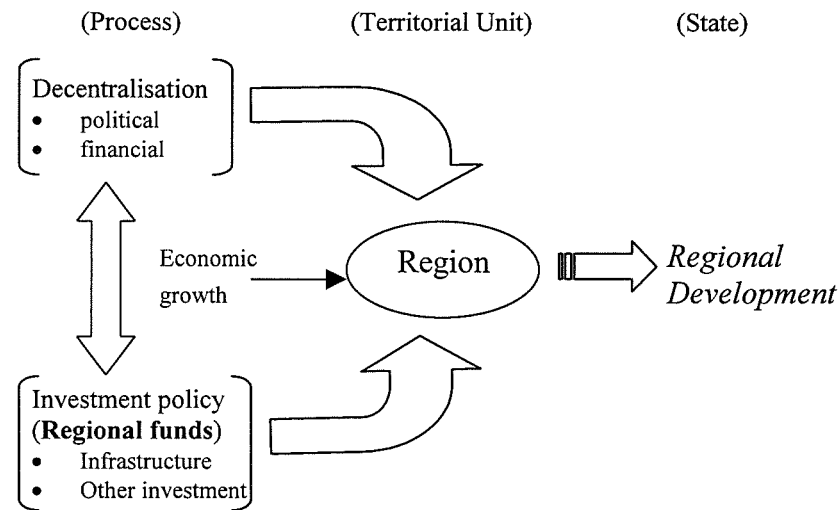 (Process) (Territorial Unit) (State)
Decentralisation
• political
• financial
Economic
growth
Region
Regional
Development
Investment policy
(Regional funds)
• Infrastructure
• Other investment